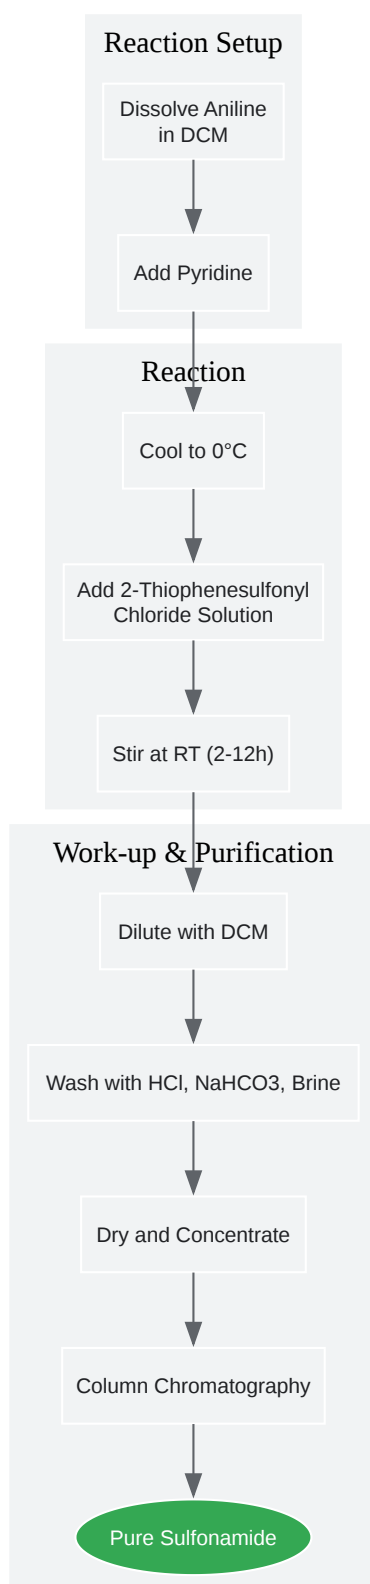 Reaction Setup
Dissolve Aniline
in DCM
Add Pyridine
Reaction
Cool to 0°C
Add 2-Thiophenesulfonyl
Chloride Solution
Stir at RT (2-12h)
Work-up & Purification
Dilute with DCM
Wash with HCl, NaHCO3, Brine
Dry and Concentrate
Column Chromatography
Pure Sulfonamide